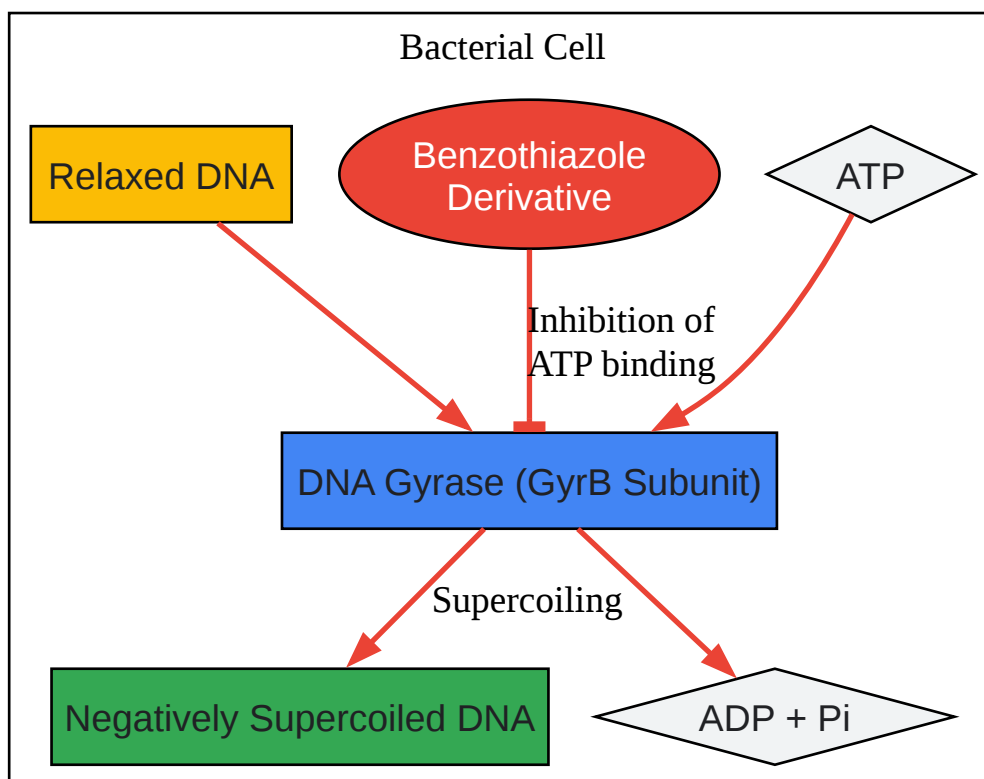 Bacterial Cell
Relaxed DNA
Benzothiazole
Derivative
ATP
Inhibition of
ATP binding
DNA Gyrase (GyrB Subunit)
Supercoiling
Negatively Supercoiled DNA
ADP + Pi